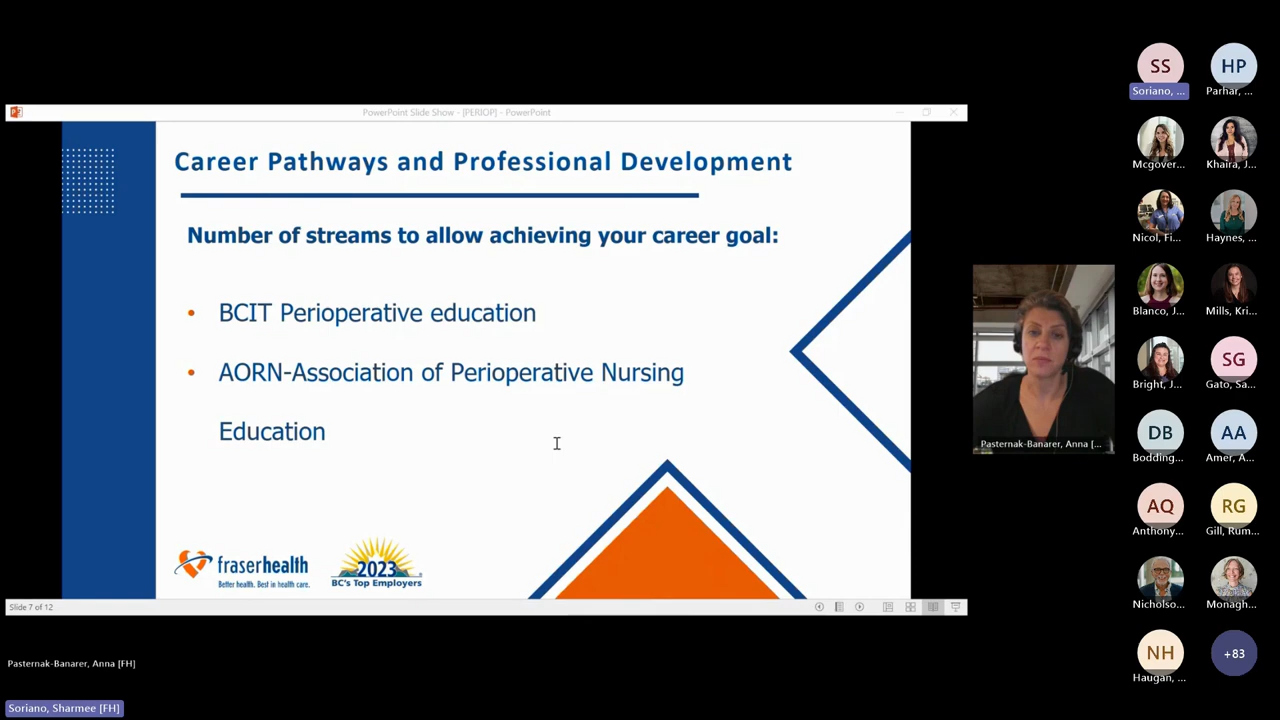 PowerPoint Slide Show - [PERIOP] - PowerPoint
Career Pathways and Professional Development
Number of streams to allow achieving your career goal:
• BCIT Perioperative education
• AORN-Association of Perioperative Nursing
Education
fraserhealth
Better health. Best in health care.
2023
BC's Top Employers
Slide 7 of 12
Pasternak-Banarer, Anna [...
SS
Soriano, ...
HP
Parhar, ...
Mcgover...
Khaira, J...
Nicol, Fi...
Haynes, ...
Blanco, J...
Mills, Kri...
Bright, J...
SG
Gato, Sa...
DB
Bodding...
AA
Amer, A...
AQ
Anthony...
RG
Gill, Rum...
Nicholso...
Monagh...
NH
Haugan, ...
+83
Pasternak-Banarer, Anna [FH]
Soriano, Sharmee [FH]